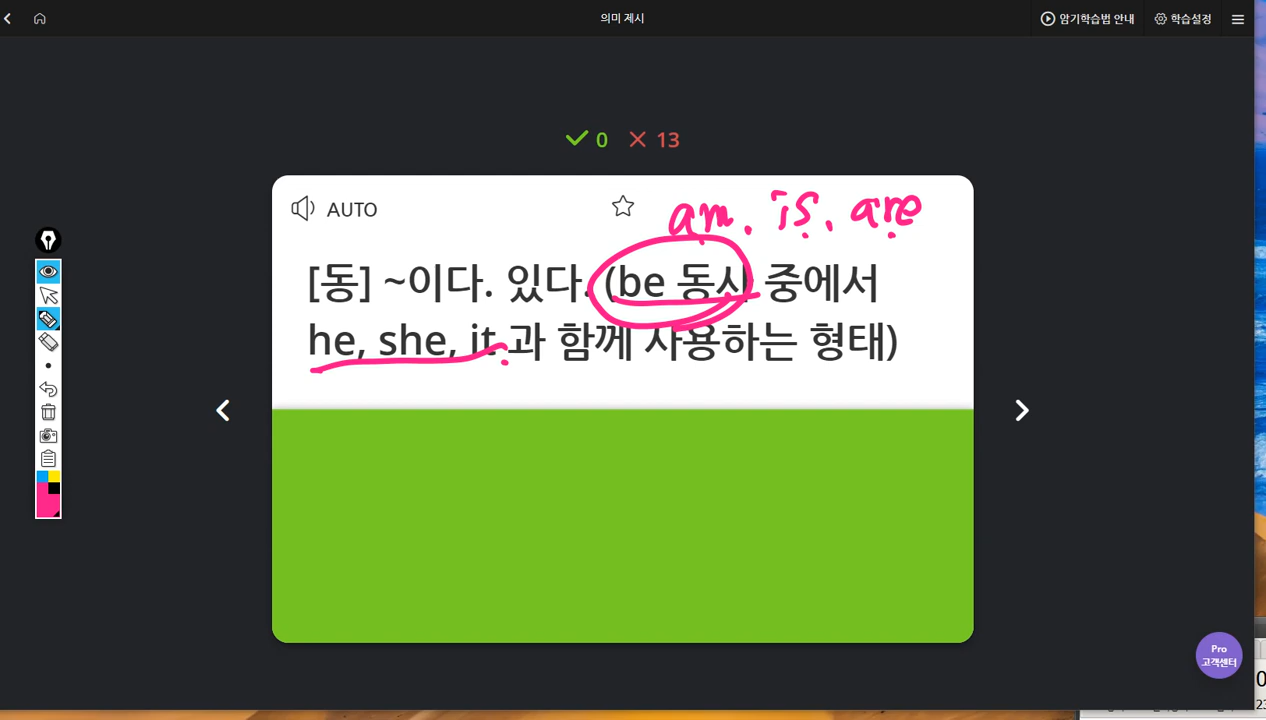 의미 제시
암기학습법 안내
학습설정
0
13
AUTO
am. is. are
[동] ~이다. 있다. (be 동사 중에서
he, she, it 과 함께 사용하는 형태)
Pro
고객센터